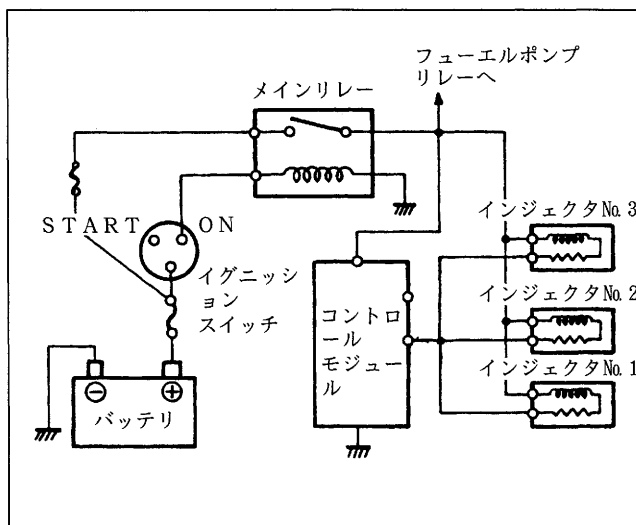 フューエルポンプ
リレーへ
メインリレー
START
ON
イグニッシ
ョン
スイッチ
インジェクタNo.3
インジェクタNo.2
インジェクタNo.1
コントロ
ール
モジュー
ル
⊖
⊕
バッテリ